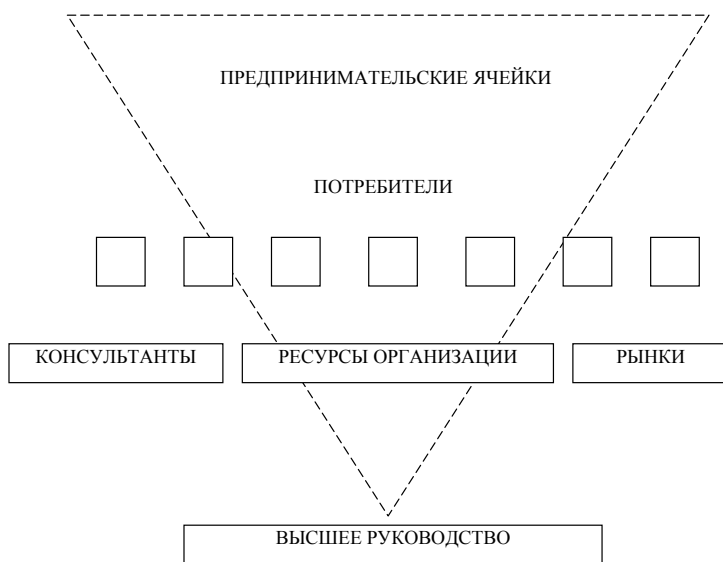 ПРЕДПРИНИМАТЕЛЬСКИЕ ЯЧЕЙКИ
ПОТРЕБИТЕЛИ
КОНСУЛЬТАНТЫ
РЕСУРСЫ ОРГАНИЗАЦИИ
РЫНКИ
ВЫСШЕЕ РУКОВОДСТВО